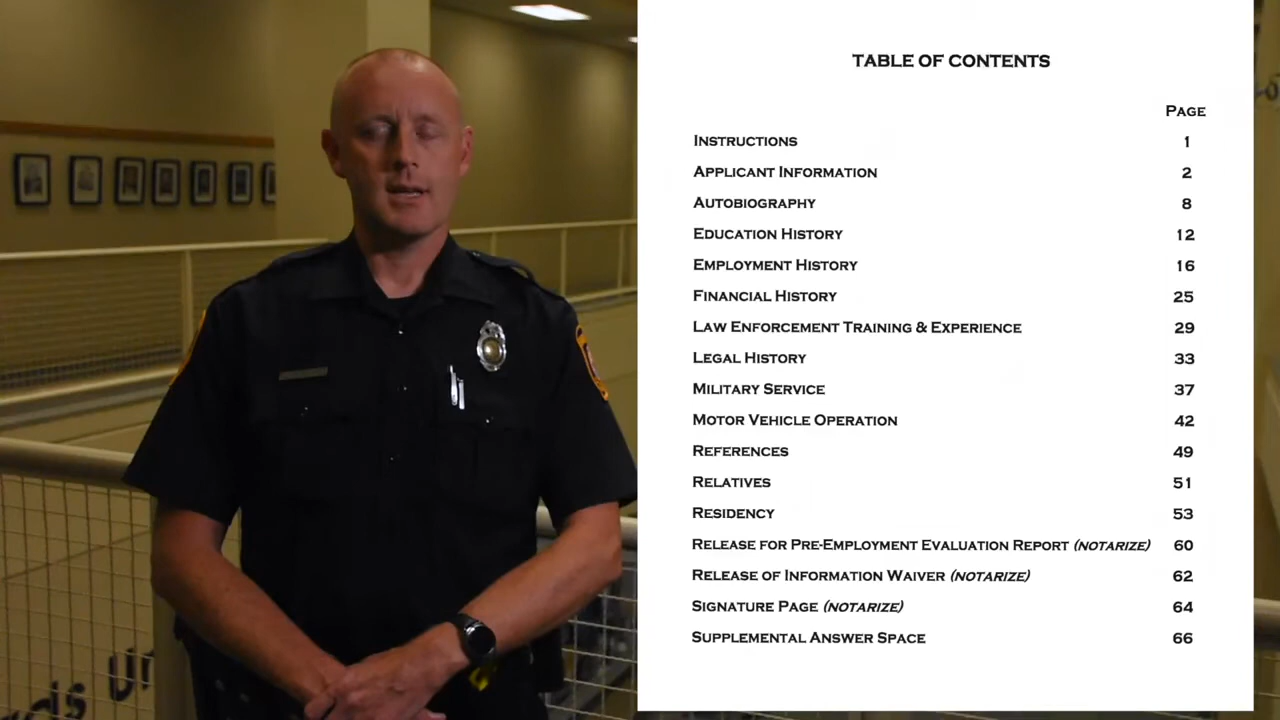 TABLE OF CONTENTS
PAGE
INSTRUCTIONS 1
APPLICANT INFORMATION 2
AUTOBIOGRAPHY 8
EDUCATION HISTORY 12
EMPLOYMENT HISTORY 16
FINANCIAL HISTORY 25
LAW ENFORCEMENT TRAINING & EXPERIENCE 29
LEGAL HISTORY 33
MILITARY SERVICE 37
MOTOR VEHICLE OPERATION 42
REFERENCES 49
RELATIVES 51
RESIDENCY 53
RELEASE FOR PRE-EMPLOYMENT EVALUATION REPORT (NOTARIZE) 60
RELEASE OF INFORMATION WAIVER (NOTARIZE) 62
SIGNATURE PAGE (NOTARIZE) 64
SUPPLEMENTAL ANSWER SPACE 66